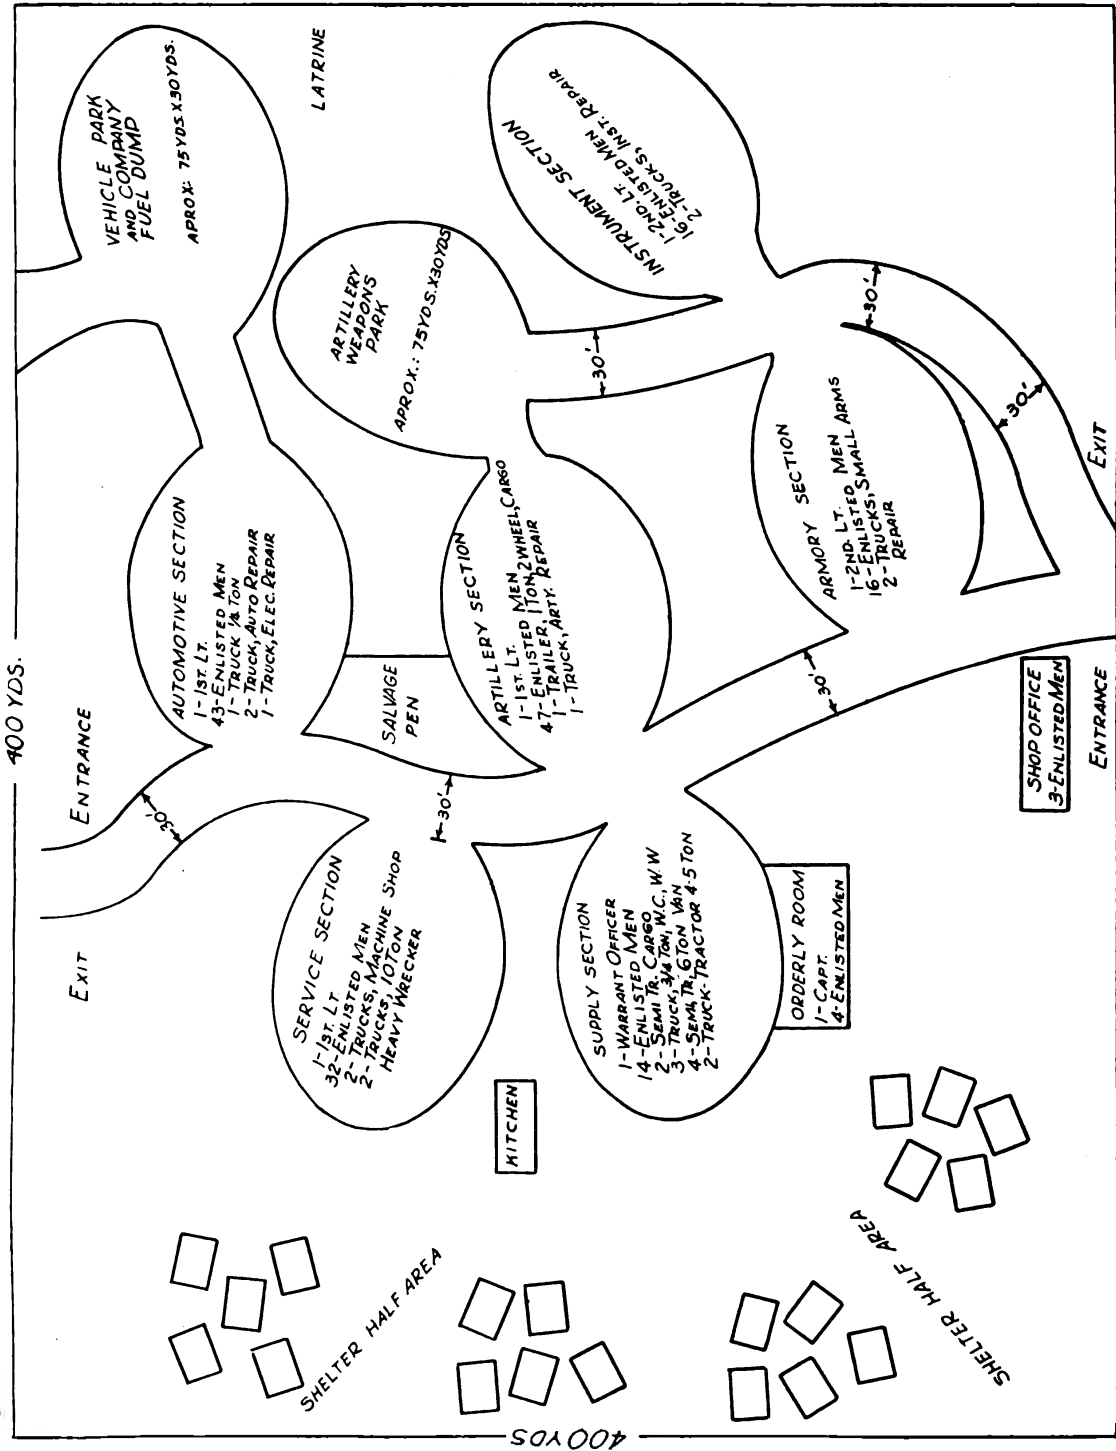 400 YDS.
LATRINE
VEHICLE PARK
AND COMPANY
FUEL DUMP
APROX: 75YDS X30YDS.
INSTRUMENT SECTION
1-2ND. LT.
16-ENLISTED MEN
2-TRUCKS, INST. REPAIR
ARTILLERY
WEAPONS
PARK
APROX.: 75YDS.X30YDS
30'
30'
30'
EXIT
AUTOMOTIVE SECTION
1-1ST. LT.
43-ENLISTED MEN
1-TRUCK 1/4 TON
2-TRUCK, AUTO REPAIR
1-TRUCK, ELEC. REPAIR
ARTILLERY SECTION
1-1ST. LT.
47-ENLISTED MEN
1-TRAILER, 1 TON, 2 WHEEL, CARGO
1-TRUCK, ARTY. REPAIR
ARMORY SECTION
1-2ND. LT.
16-ENLISTED MEN
2-TRUCKS, SMALL ARMS
REPAIR
SALVAGE
PEN
ENTRANCE
30'
30'
30'
SHOP OFFICE
3-ENLISTED MEN
ENTRANCE
EXIT
SERVICE SECTION
1-1ST. LT
32-ENLISTED MEN
2-TRUCKS, MACHINE SHOP
2-TRUCKS, 10 TON
HEAVY WRECKER
SUPPLY SECTION
1-WARRANT OFFICER
14-ENLISTED MEN
2-SEMI TR. CARGO
3-TRUCK, 3/4 TON, W.C., W.W
4-SEMI, TR, 6 TON VAN
2-TRUCK-TRACTOR 4-5 TON
ORDERLY ROOM
1-CAPT.
4-ENLISTED MEN
KITCHEN
SHELTER HALF AREA
SHELTER HALF AREA
400 YDS